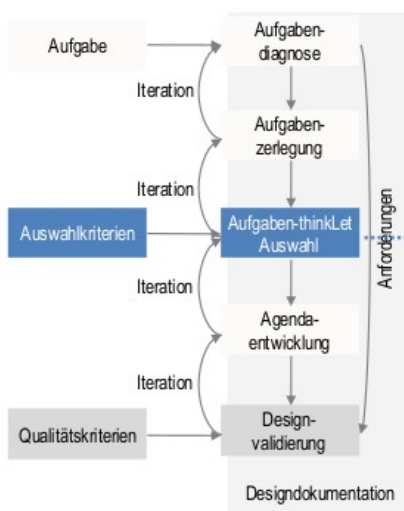 Aufgabe
Aufgaben-
diagnose
Iteration
Aufgaben-
zerlegung
Iteration
Anforderungen
Auswahlkriterien
Aufgaben-thinkLet
Auswahl
Iteration
Agenda-
entwicklung
Iteration
Qualitätskriterien
Design-
validierung
Designdokumentation